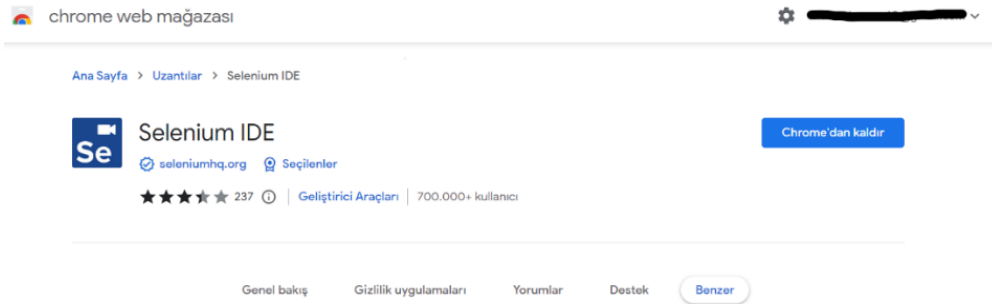 chrome web mağazası
Ana Sayfa > Uzantılar > Selenium IDE
Se
Selenium IDE
Chrome'dan kaldır
seleniumhq.org Seçilenler
237 Geliştirici Araçları 700.000+ kullanıcı
Genel bakış Gizlilik uygulamaları Yorumlar Destek Benzer